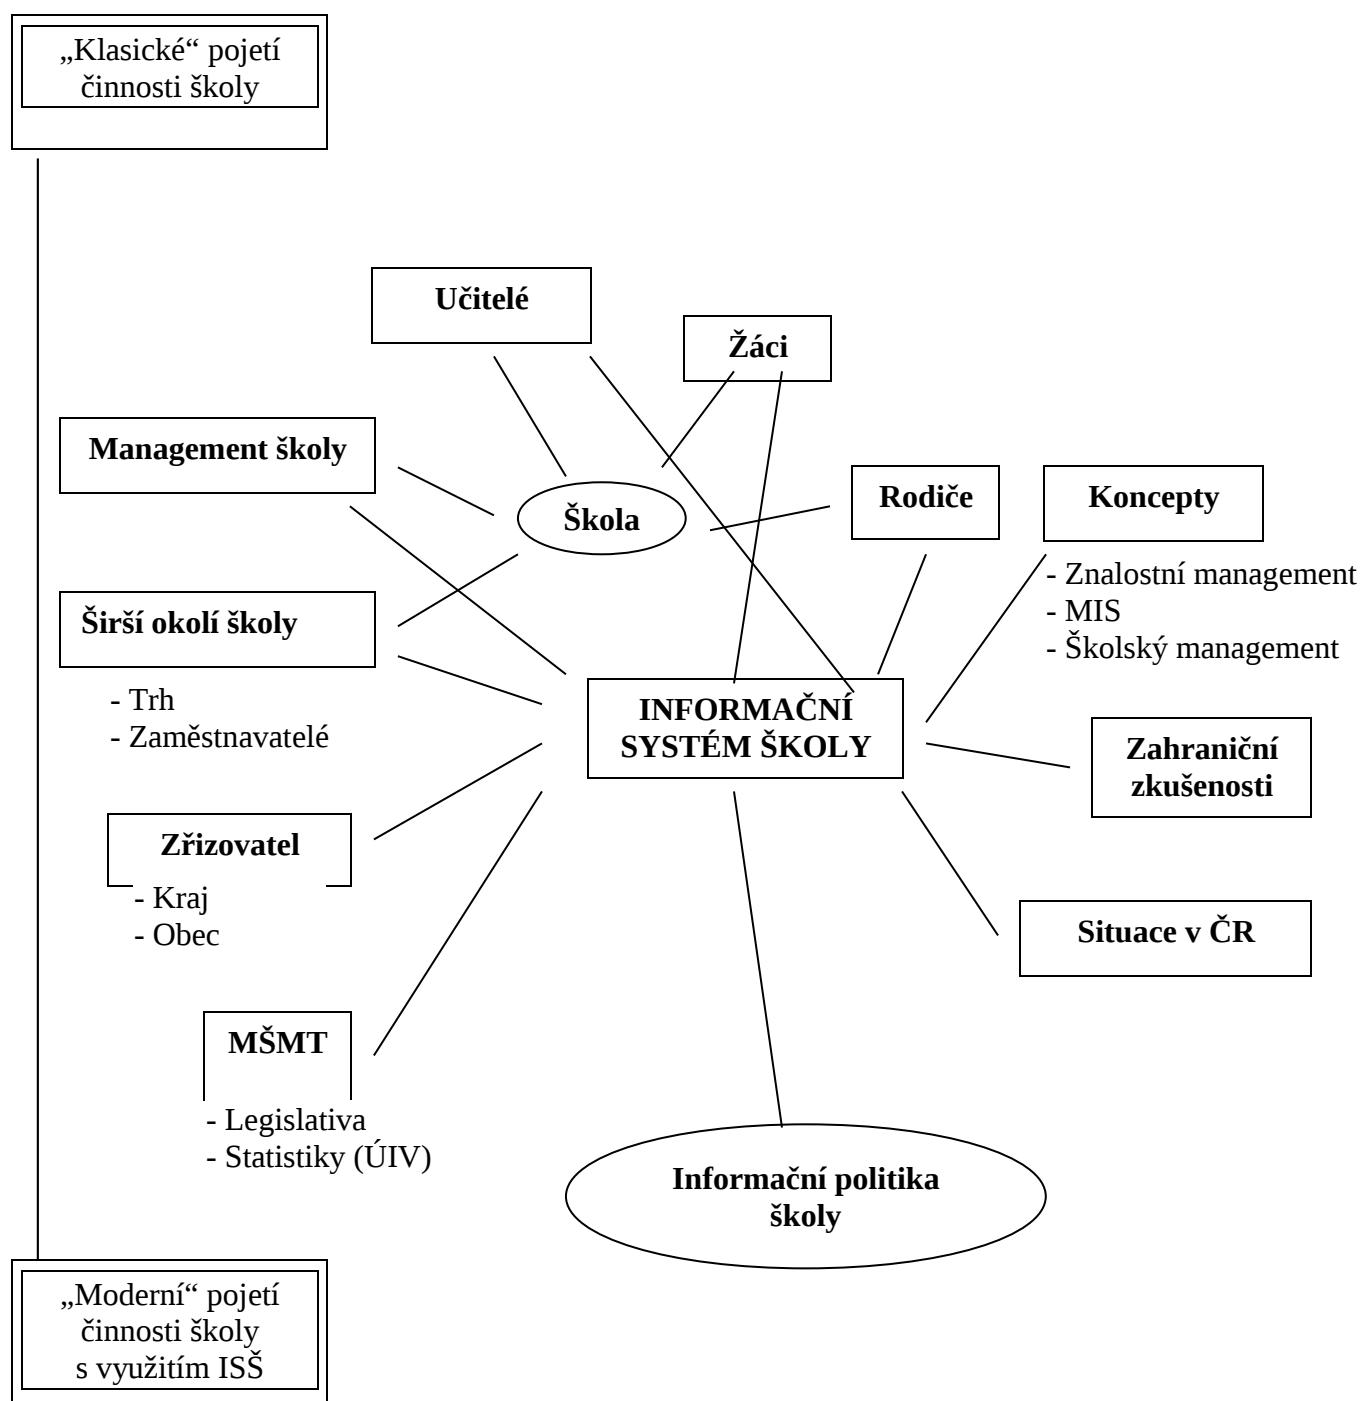 „Klasické“ pojetí
činnosti školy
Učitelé
Žáci
Management školy
Škola
Rodiče
Koncepty
- Znalostní management
- MIS
- Školský management
Širší okolí školy
- Trh
- Zaměstnavatelé
INFORMAČNÍ
SYSTÉM ŠKOLY
Zahraniční
zkušenosti
Zřizovatel
- Kraj
- Obec
Situace v ČR
MŠMT
- Legislativa
- Statistiky (ÚIV)
Informační politika
školy
„Moderní“ pojetí
činnosti školy
s využitím ISŠ